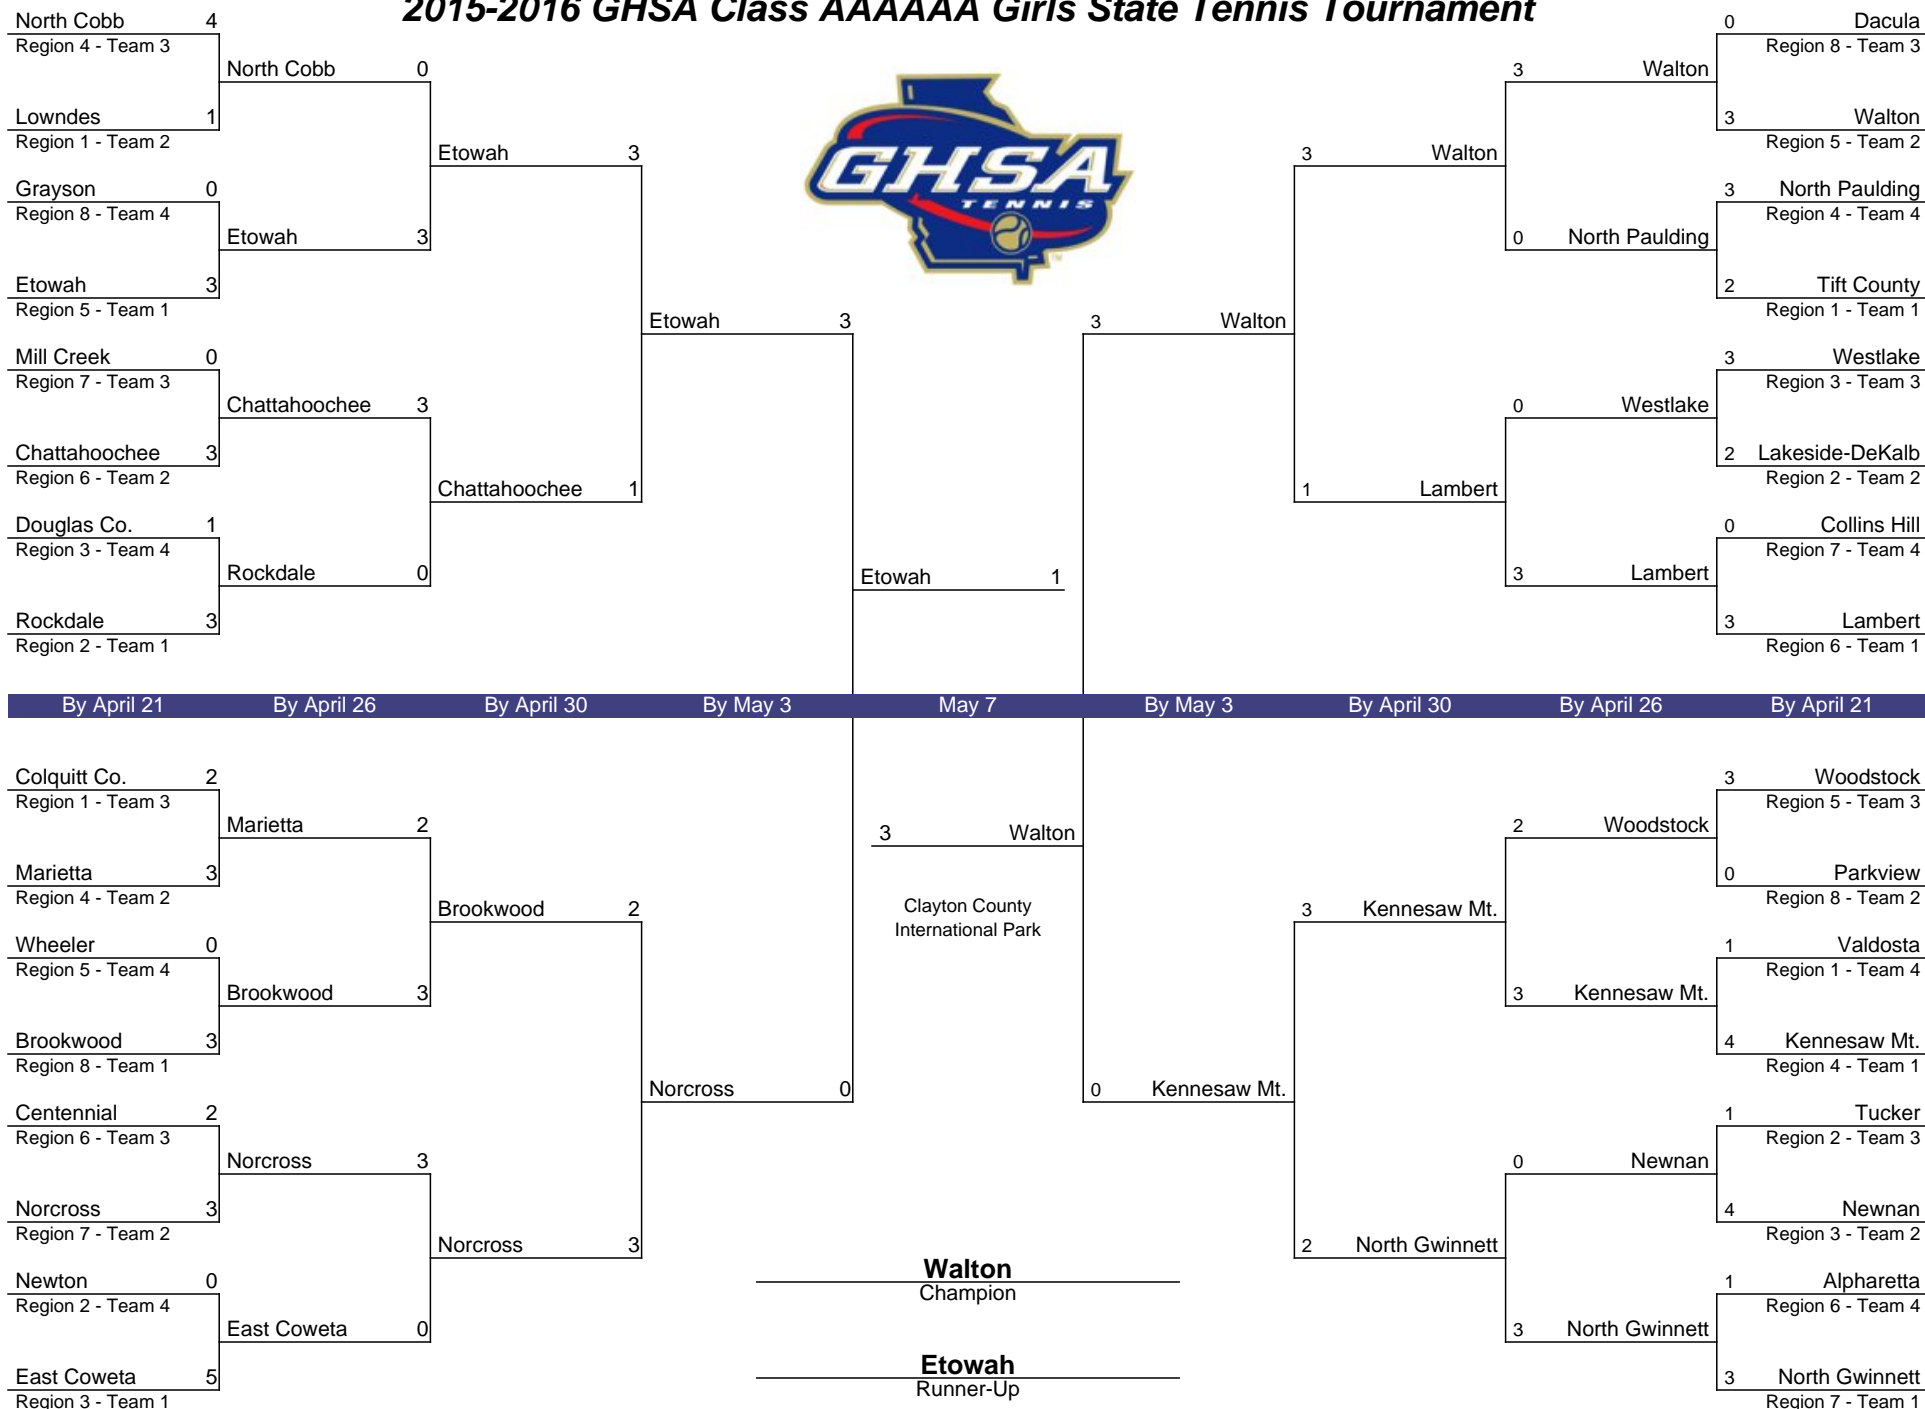 2015-2016 GHSA Class AAAAAA Girls State Tennis Tournament
GHSA
TENNIS
TM
North Cobb 4
Region 4 - Team 3
North Cobb 0
Lowndes 1
Region 1 - Team 2
Etowah 3
Grayson 0
Region 8 - Team 4
Etowah 3
Etowah 3
Region 5 - Team 1
Etowah 3
Mill Creek 0
Region 7 - Team 3
Chattahoochee 3
Chattahoochee 3
Region 6 - Team 2
Chattahoochee 1
Douglas Co. 1
Region 3 - Team 4
Rockdale 0
Rockdale 3
Region 2 - Team 1
Etowah 1
0 Dacula
Region 8 - Team 3
3 Walton
3 Walton
Region 5 - Team 2
3 Walton
3 North Paulding
Region 4 - Team 4
0 North Paulding
2 Tift County
Region 1 - Team 1
3 Walton
3 Westlake
Region 3 - Team 3
0 Westlake
2 Lakeside-DeKalb
Region 2 - Team 2
1 Lambert
0 Collins Hill
Region 7 - Team 4
3 Lambert
3 Lambert
Region 6 - Team 1
By April 21 By April 26 By April 30 By May 3 May 7 By May 3 By April 30 By April 26 By April 21
Colquitt Co. 2
Region 1 - Team 3
Marietta 2
Marietta 3
Region 4 - Team 2
Brookwood 2
Wheeler 0
Region 5 - Team 4
Brookwood 3
Brookwood 3
Region 8 - Team 1
Norcross 0
Centennial 2
Region 6 - Team 3
Norcross 3
Norcross 3
Region 7 - Team 2
Norcross 3
Newton 0
Region 2 - Team 4
East Coweta 0
East Coweta 5
Region 3 - Team 1
3 Walton
Clayton County
International Park
3 Woodstock
Region 5 - Team 3
2 Woodstock
0 Parkview
Region 8 - Team 2
3 Kennesaw Mt.
1 Valdosta
Region 1 - Team 4
3 Kennesaw Mt.
4 Kennesaw Mt.
Region 4 - Team 1
0 Kennesaw Mt.
1 Tucker
Region 2 - Team 3
0 Newnan
4 Newnan
Region 3 - Team 2
2 North Gwinnett
1 Alpharetta
Region 6 - Team 4
3 North Gwinnett
3 North Gwinnett
Region 7 - Team 1
Walton
Champion
Etowah
Runner-Up